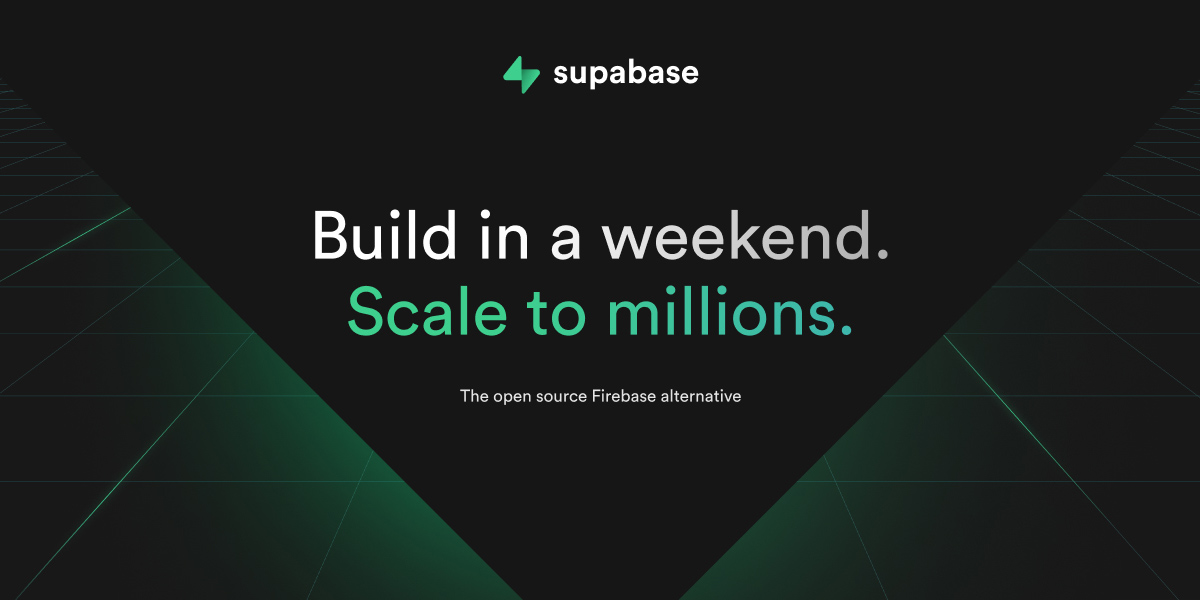 supabase
Build in a weekend.
Scale to millions.
The open source Firebase alternative